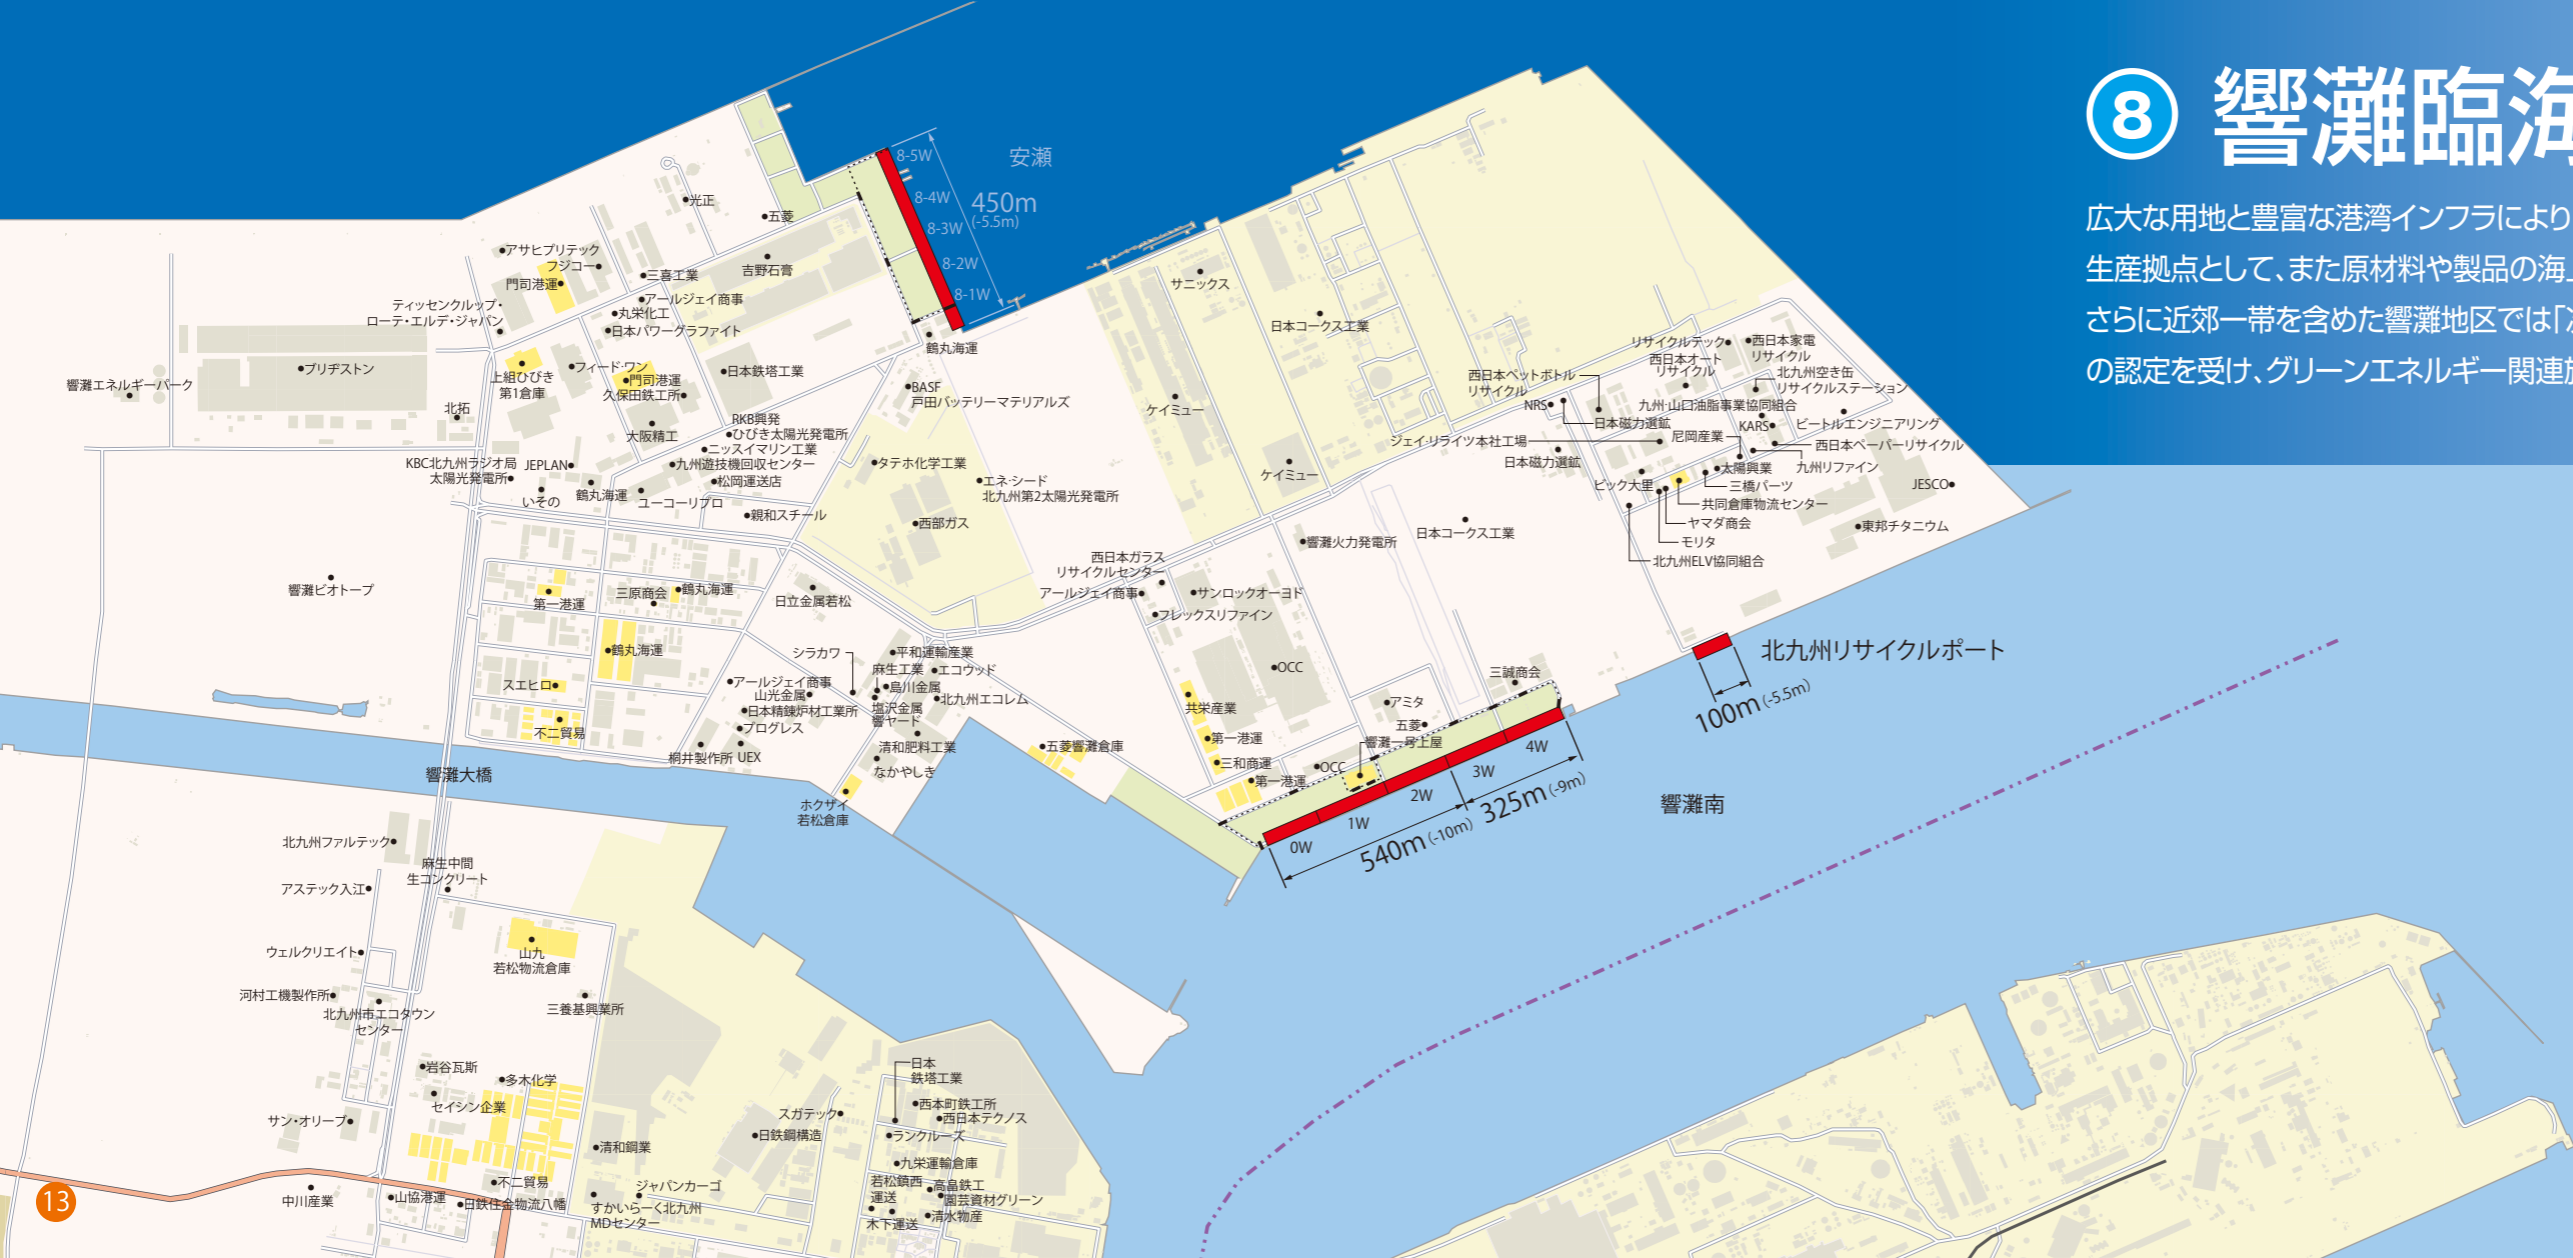 ⑧ 響灘臨海
広大な用地と豊富な港湾インフラにより
生産拠点として、また原材料や製品の海上
さらに近郊一帯を含めた響灘地区では「次
の認定を受け、グリーンエネルギー関連施
8-5W
安瀬
8-4W
450m
(-5.5m)
8-3W
8-2W
8-1W
光正
五菱
アサヒプリテック
フジコー
門司港運
三喜工業
吉野石膏
アールジェイ商事
丸栄化工
日本パワーグラファイト
ティッセンクルップ・
ローテ・エルデ・ジャパン
鶴丸海運
ブリヂストン
響灘エネルギーパーク
上組ひびき
第1倉庫
フィード・ワン
門司港運
久保田鉄工所
日本鉄塔工業
BASF
戸田バッテリーマテリアルズ
北拓
大阪精工
RKB興発
ひびき太陽光発電所
ニッスイマリン工業
九州遊技機回収センター
松岡運送店
KBC北九州ラジオ局
太陽光発電所
JEPLAN
いその
鶴丸海運
ユーコーリプロ
親和スチール
タテホ化学工業
エネ・シード
北九州第2太陽光発電所
西部ガス
サニックス
日本コークス工業
ケイミュー
ケイミュー
リサイクルテック
西日本家電
リサイクル
西日本オート
リサイクル
北九州空き缶
リサイクルステーション
西日本ペットボトル
リサイクル
NRS
日本磁力選鉱
九州・山口油脂事業協同組合
KARS
ビートルエンジニアリング
ジェイ・リライツ本社工場
尼岡産業
西日本ペーパーリサイクル
日本磁力選鉱
太陽興業
九州リファイン
ビック大里
三橋パーツ
JESCO
共同倉庫物流センター
ヤマダ商会
東邦チタニウム
モリタ
北九州ELV協同組合
日本コークス工業
響灘火力発電所
西日本ガラス
リサイクルセンター
アールジェイ商事
サンロックオーヨド
フレックスリファイン
響灘ビオトープ
第一港運
三原商会
鶴丸海運
日立金属若松
鶴丸海運
シラカワ
平和運輸産業
麻生工業
エコウッド
島川金属
北九州エコレム
塩沢金属
響ヤード
スエヒロ
アールジェイ商事
山光金属
日本精錬炉材工業所
プログレス
不二貿易
桐井製作所
UEX
清和肥料工業
なかやしき
五菱響灘倉庫
ホクザイ
若松倉庫
OCC
三誠商会
アミタ
共栄産業
五菱
第一港運
響灘一号上屋
三和商運
OCC
第一港運
4W
3W
2W
1W
0W
325m (-9m)
540m (-10m)
響灘南
北九州リサイクルポート
100m (-5.5m)
響灘大橋
北九州ファルテック
麻生中間
生コンクリート
アステック入江
ウェルクリエイト
山九
若松物流倉庫
河村工機製作所
三養基興業所
北九州市エコタウン
センター
岩谷瓦斯
多木化学
セイシン企業
サン・オリーブ
清和鋼業
日本
鉄塔工業
西本町鉄工所
スガテック
西日本テクノス
日鉄鋼構造
ランクルーズ
九栄運輸倉庫
若松鎮西
運送
高畠鉄工
園芸資材グリーン
清水物産
木下運送
不二貿易
ジャパンカーゴ
中川産業
山協港運
日鉄住金物流八幡
すかいらーく北九州
MDセンター
13